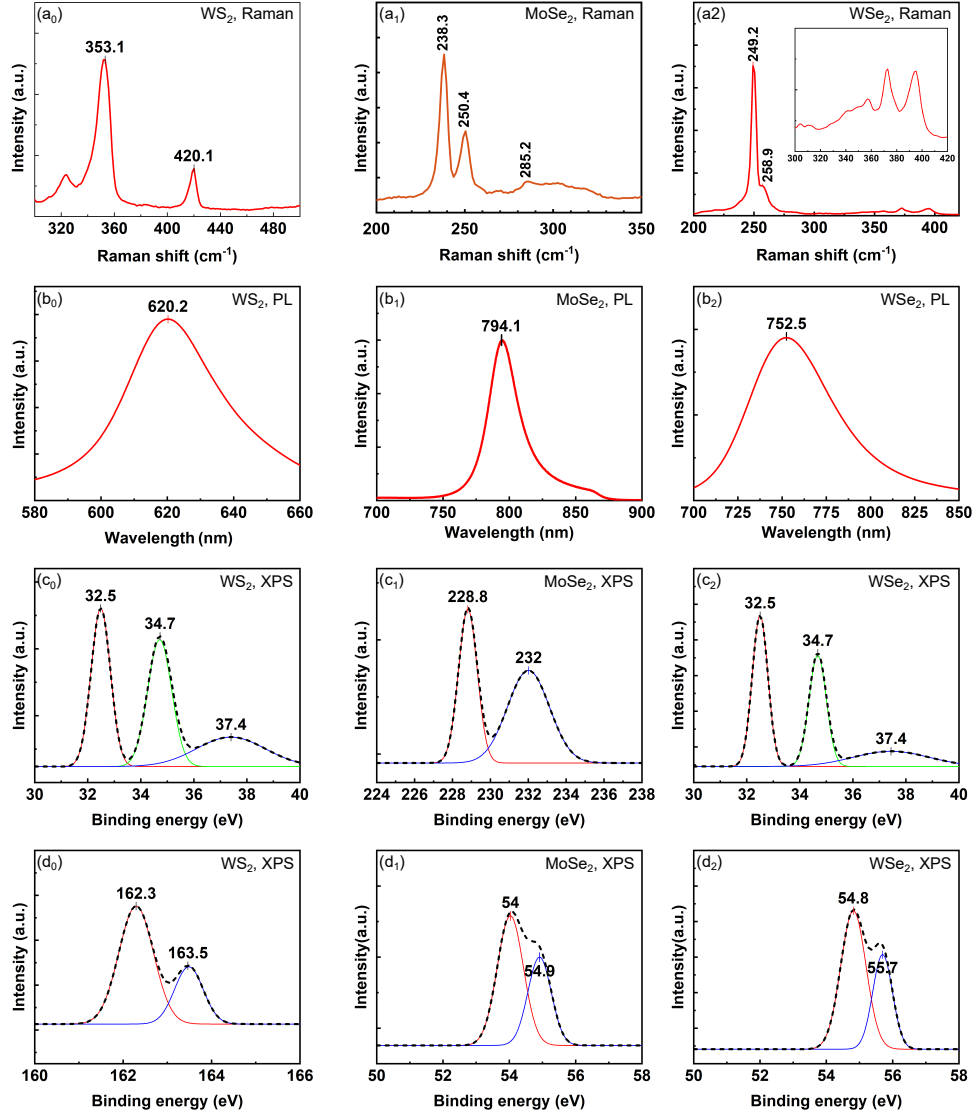 (a₀) WS₂, Raman
353.1
420.1
Intensity (a.u.)
320 360 400 440 480
Raman shift (cm⁻¹)
(a₁) MoSe₂, Raman
238.3
250.4
285.2
Intensity (a.u.)
200 250 300 350
Raman shift (cm⁻¹)
(a2) WSe₂, Raman
249.2
258.9
300 320 340 360 380 400 420
Intensity (a.u.)
200 250 300 350 400
Raman shift (cm⁻¹)
(b₀) WS₂, PL
620.2
Intensity (a.u.)
580 600 620 640 660
Wavelength (nm)
(b₁) MoSe₂, PL
794.1
Intensity (a.u.)
700 750 800 850 900
Wavelength (nm)
(b₂) WSe₂, PL
752.5
Intensity (a.u.)
700 725 750 775 800 825 850
Wavelength (nm)
(c₀) WS₂, XPS
32.5
34.7
37.4
Intensity (a.u.)
30 32 34 36 38 40
Binding energy (eV)
(c₁) MoSe₂, XPS
228.8
232
Intensity (a.u.)
224 226 228 230 232 234 236 238
Binding energy (eV)
(c₂) WSe₂, XPS
32.5
34.7
37.4
Intensity (a.u.)
30 32 34 36 38 40
Binding energy (eV)
(d₀) WS₂, XPS
162.3
163.5
Intensity (a.u.)
160 162 164 166
Binding energy (eV)
(d₁) MoSe₂, XPS
54
54.9
Intensity(a.u.)
50 52 54 56 58
Binding energy (eV)
(d₂) WSe₂, XPS
54.8
55.7
Intensity(a.u.)
50 52 54 56 58
Binding energy (eV)